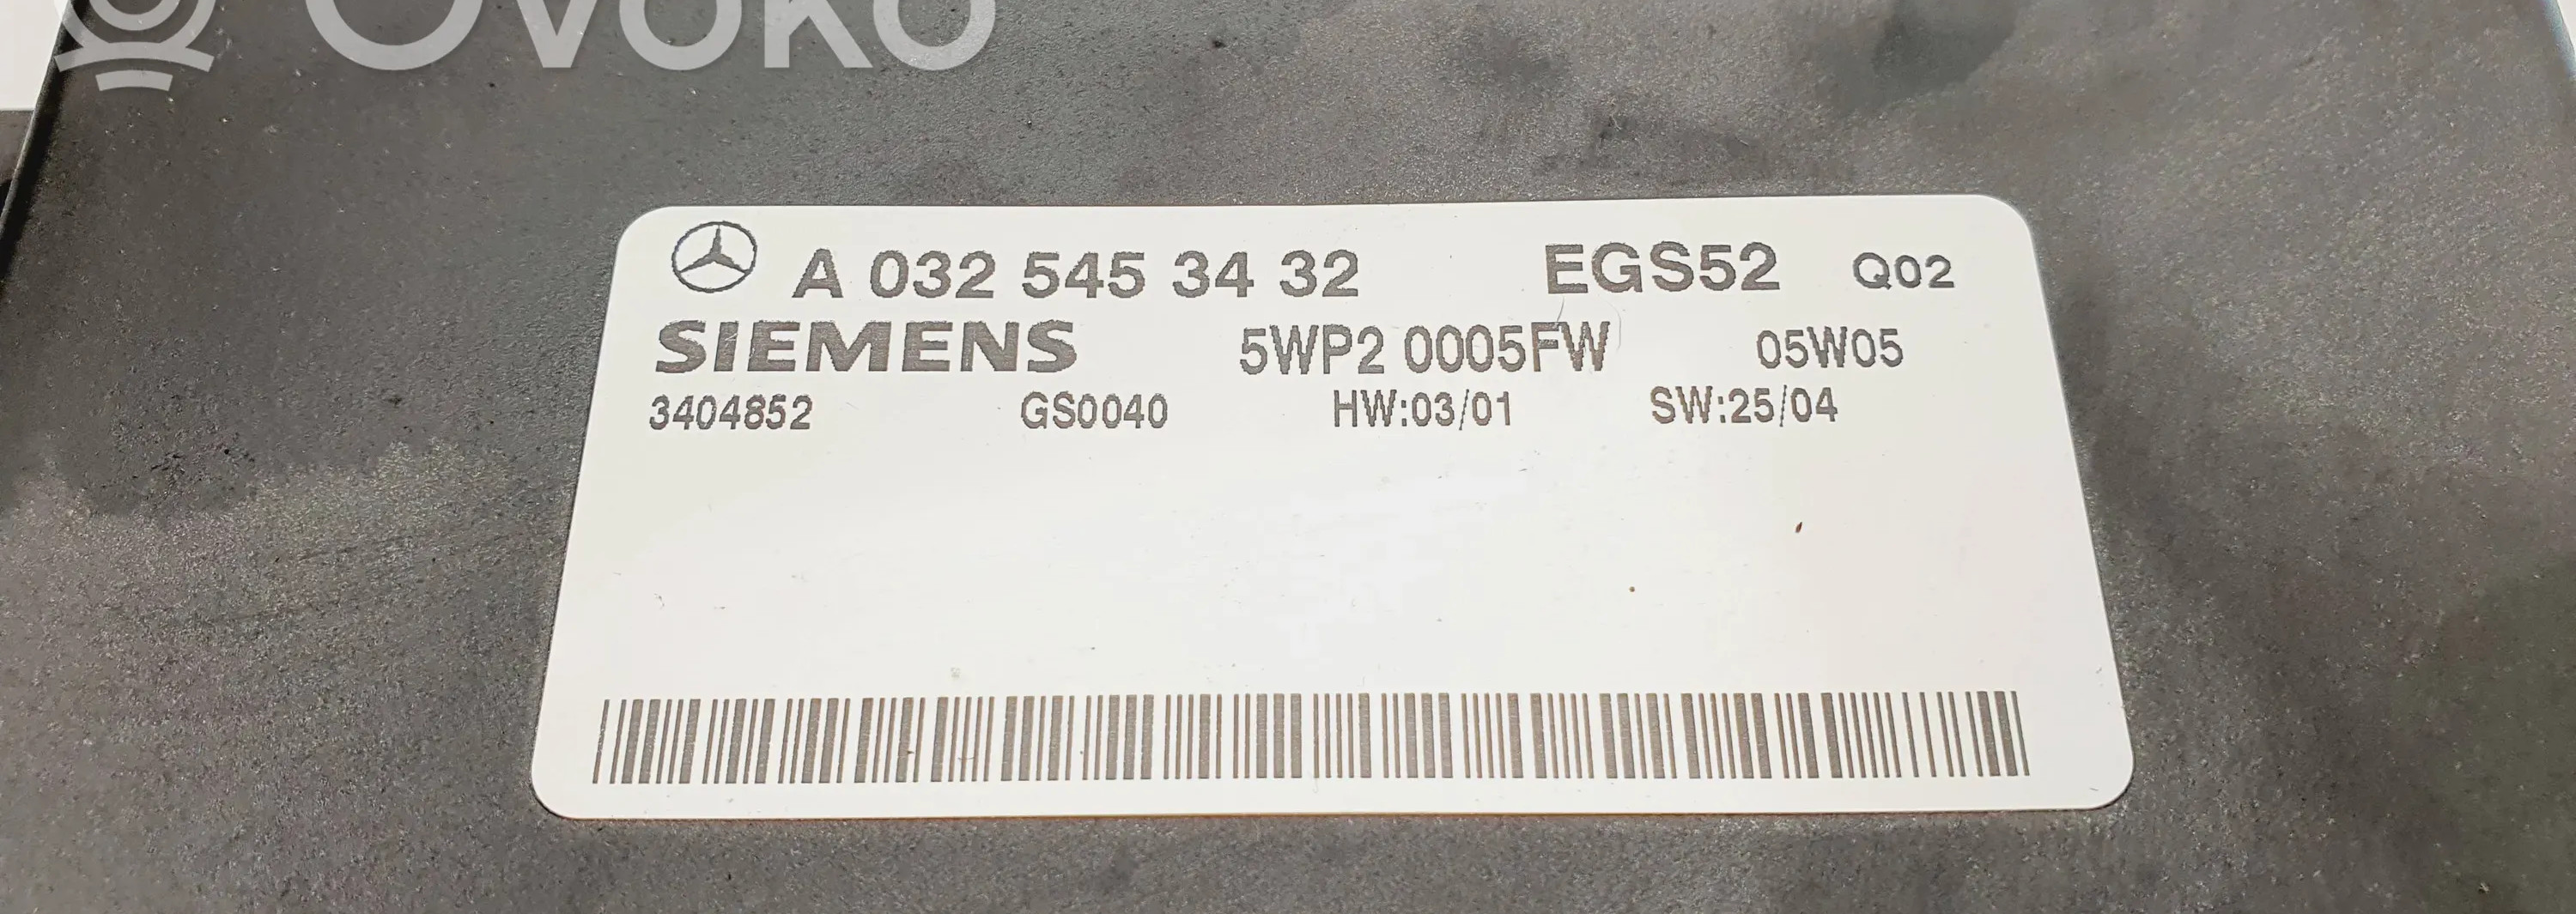 OVOKO
A 032 545 34 32 EGS52 Q02
SIEMENS 5WP2 0005FW 05W05
3404852 GS0040 HW:03/01 SW:25/04